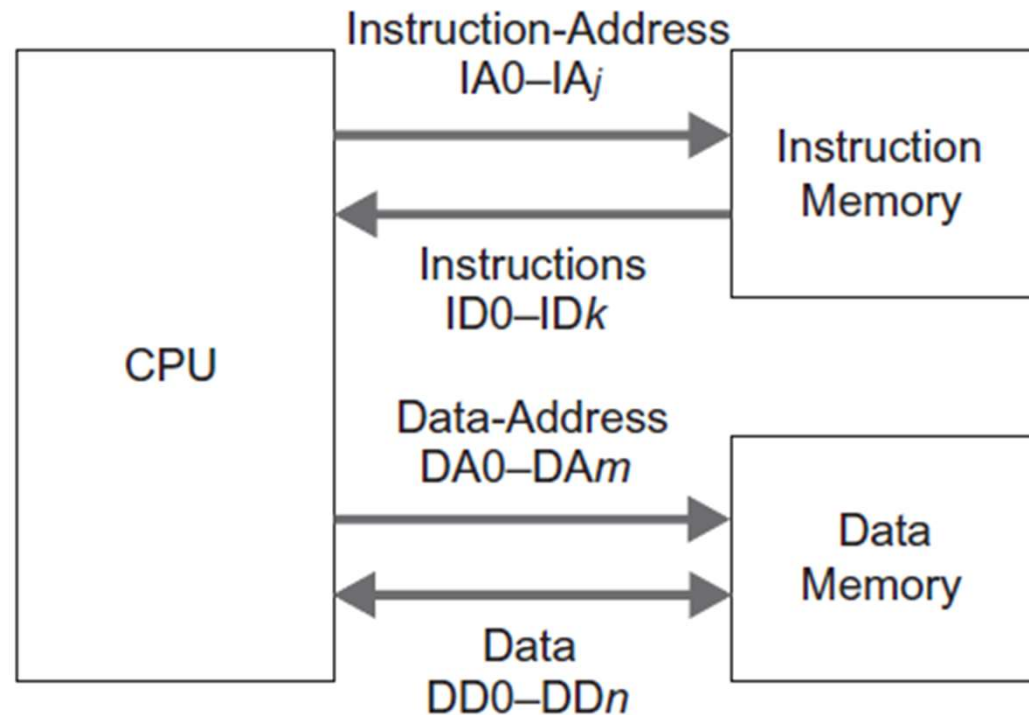 Instruction-Address
IA0–IAj
Instruction
Memory
Instructions
ID0–IDk
CPU
Data-Address
DA0–DAm
Data
Memory
Data
DD0–DDn